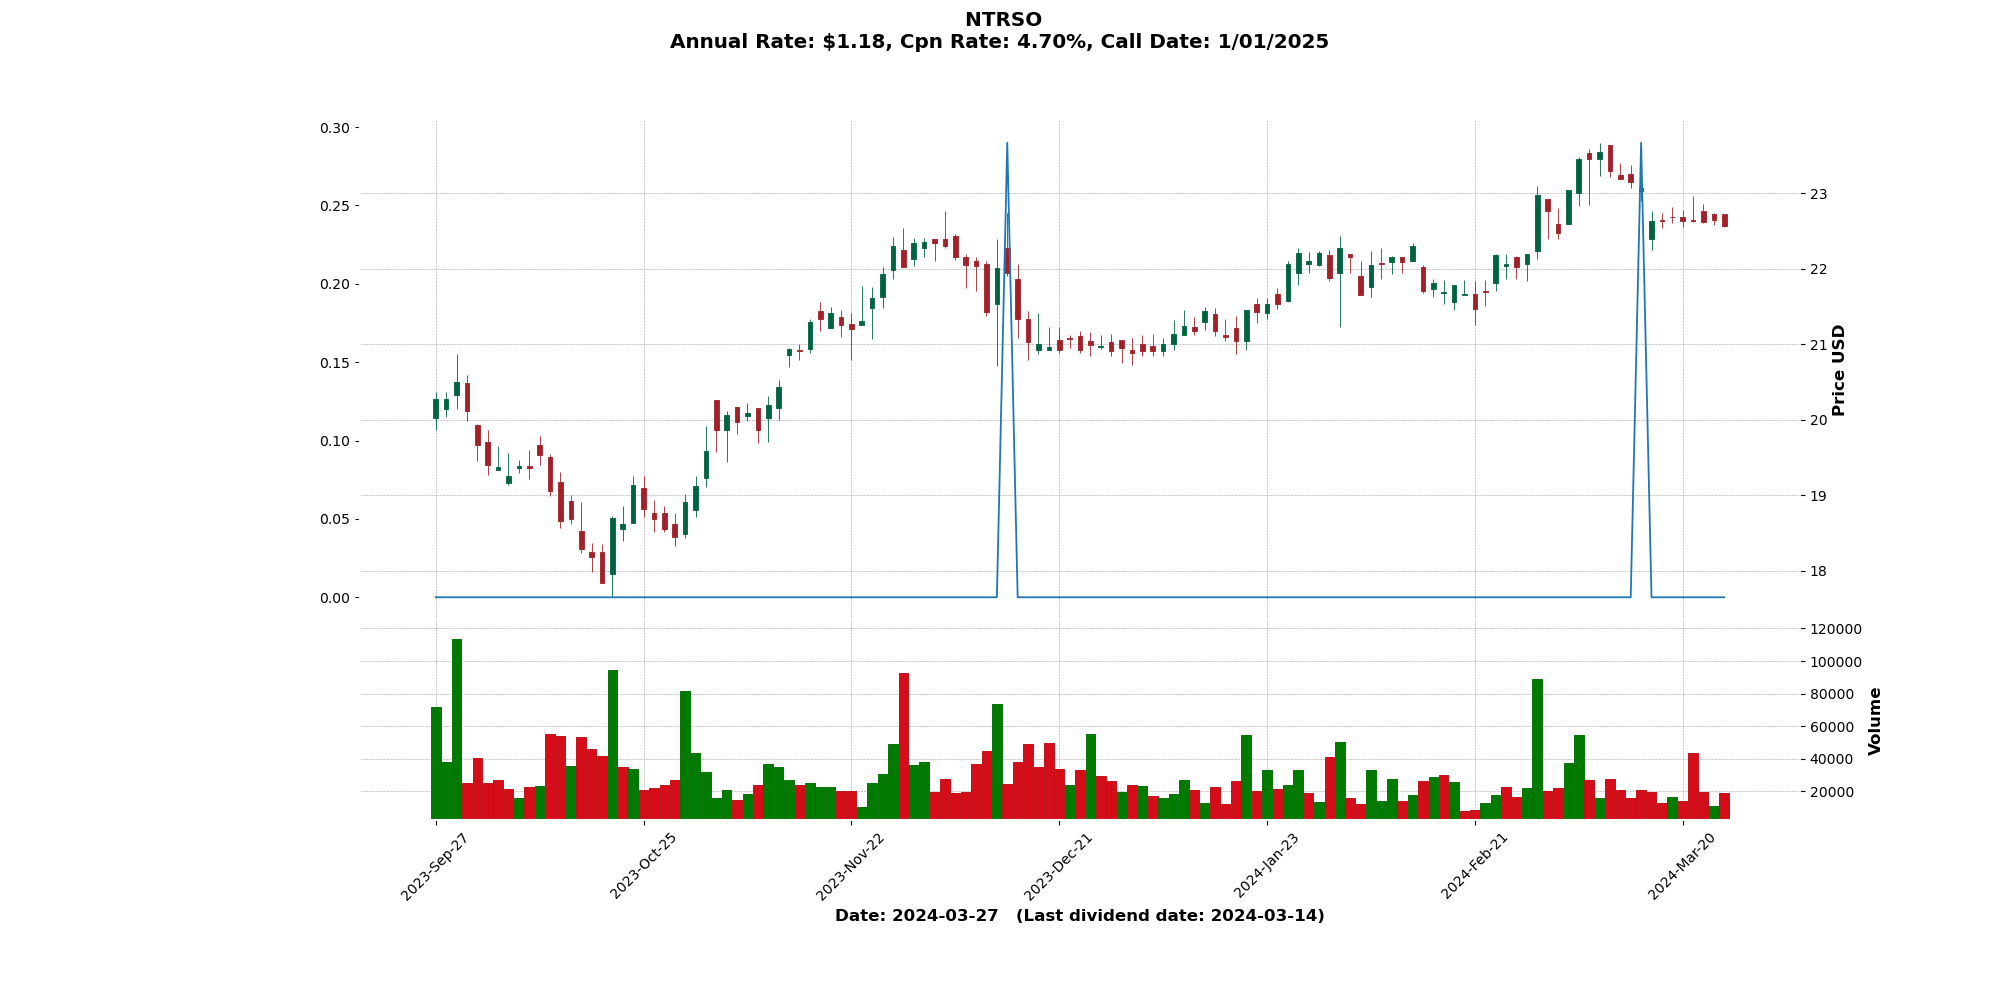 NTRSO
Annual Rate: $1.18, Cpn Rate: 4.70%, Call Date: 1/01/2025
0.30
0.25
0.20
0.15
0.10
0.05
0.00
23
22
21
20
19
18
Price USD
120000
100000
80000
60000
40000
20000
Volume
2023-Sep-27
2023-Oct-25
2023-Nov-22
2023-Dec-21
2024-Jan-23
2024-Feb-21
2024-Mar-20
Date: 2024-03-27 (Last dividend date: 2024-03-14)